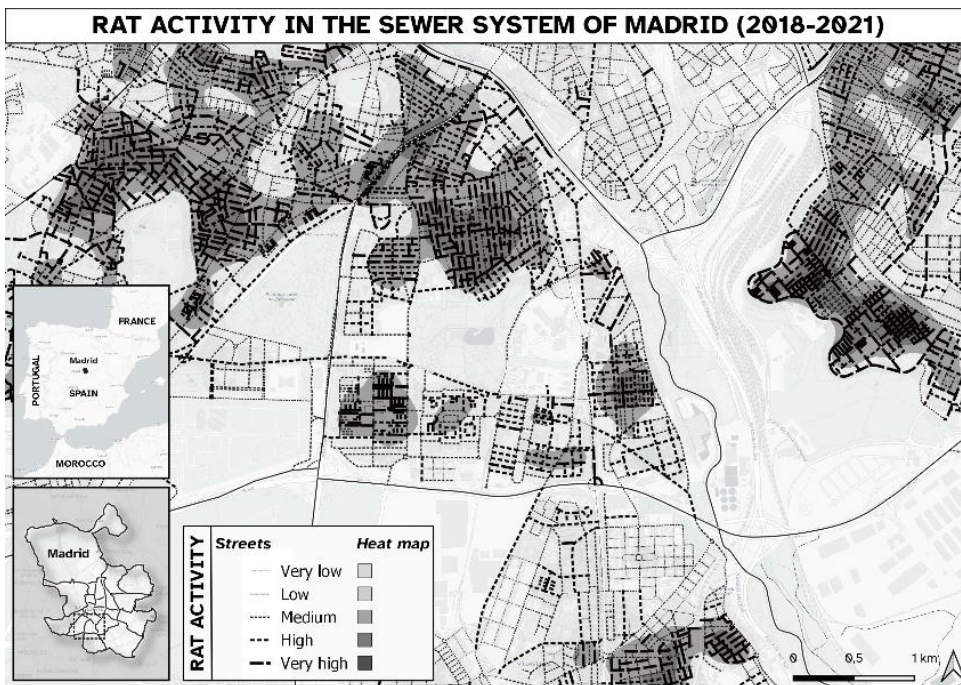 RAT ACTIVITY IN THE SEWER SYSTEM OF MADRID (2018-2021)
FRANCE
PORTUGAL
Madrid
SPAIN
MOROCCO
Madrid
RAT ACTIVITY
Streets Heat map
Very low
Low
Medium
High
Very high
0 0,5 1 km